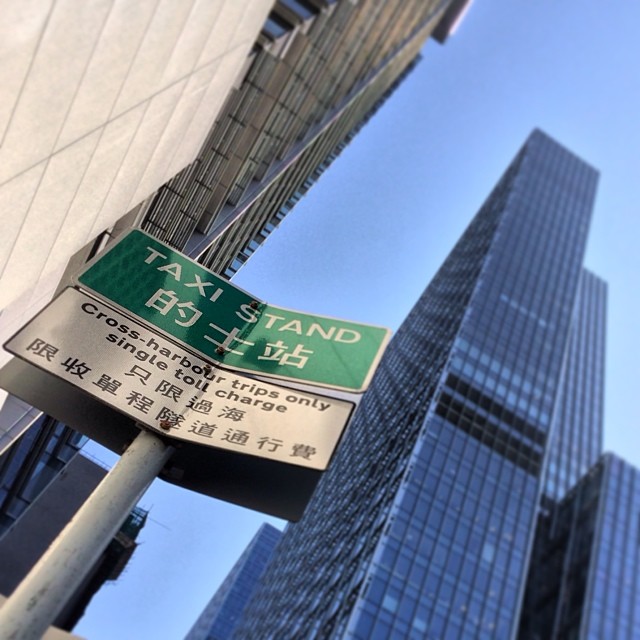 TAXI STAND
的士站
Cross-harbour trips only
single toll charge
只限過海
限收單程隧道通行費